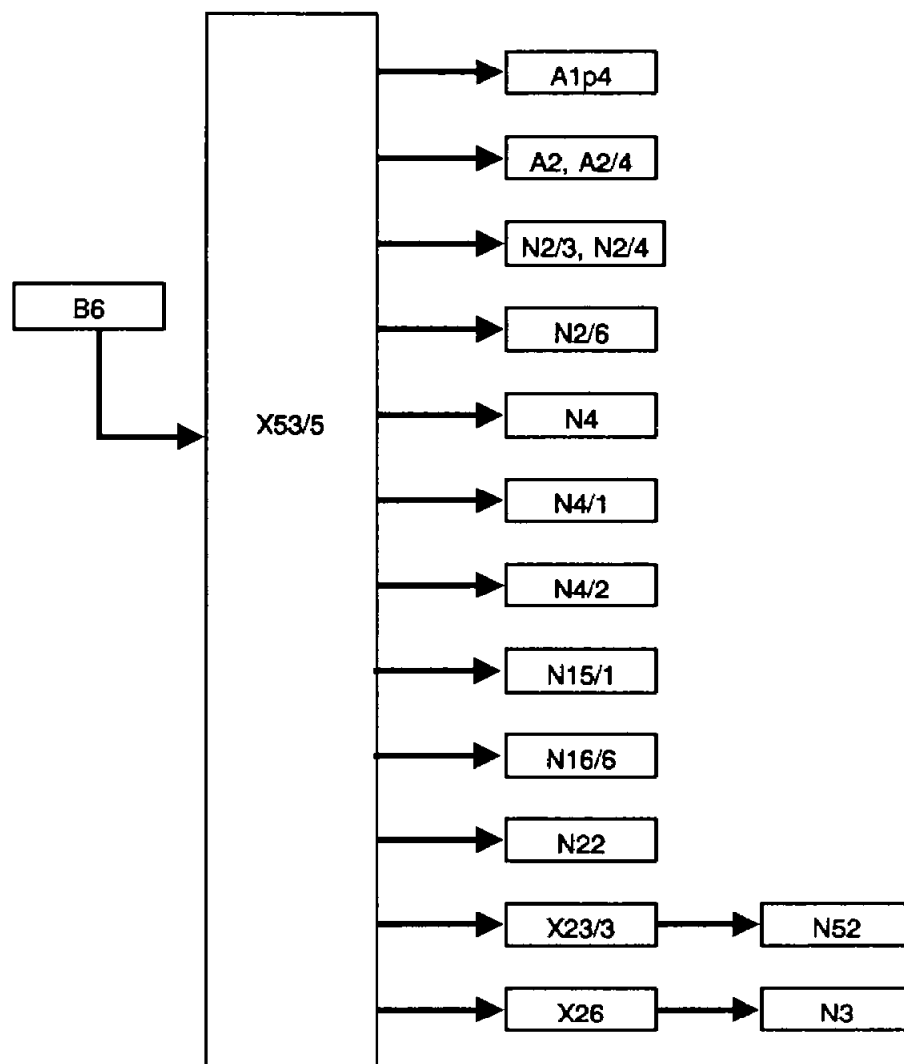 A1p4
A2, A2/4
N2/3, N2/4
B6
N2/6
X53/5
N4
N4/1
N4/2
N15/1
N16/6
N22
X23/3
N52
X26
N3